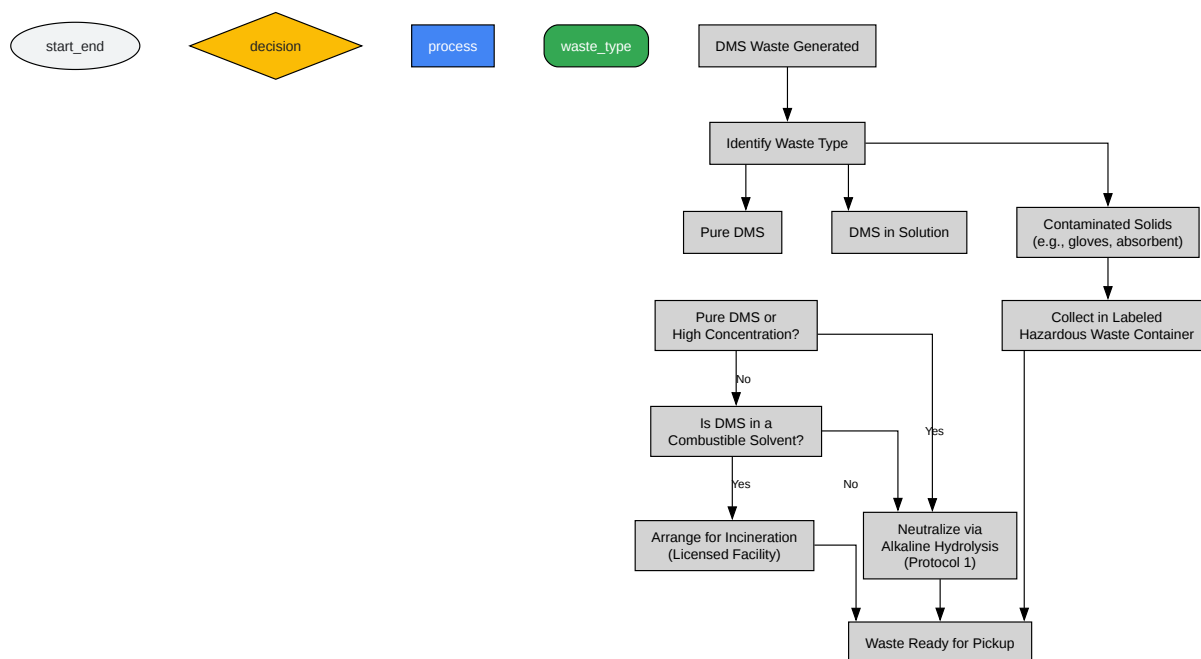 start_end
decision
process
waste_type
DMS Waste Generated
Identify Waste Type
Pure DMS
DMS in Solution
Contaminated Solids
(e.g., gloves, absorbent)
Pure DMS or
High Concentration?
Collect in Labeled
Hazardous Waste Container
No
Is DMS in a
Combustible Solvent?
Yes
Yes
No
Arrange for Incineration
(Licensed Facility)
Neutralize via
Alkaline Hydrolysis
(Protocol 1)
Waste Ready for Pickup